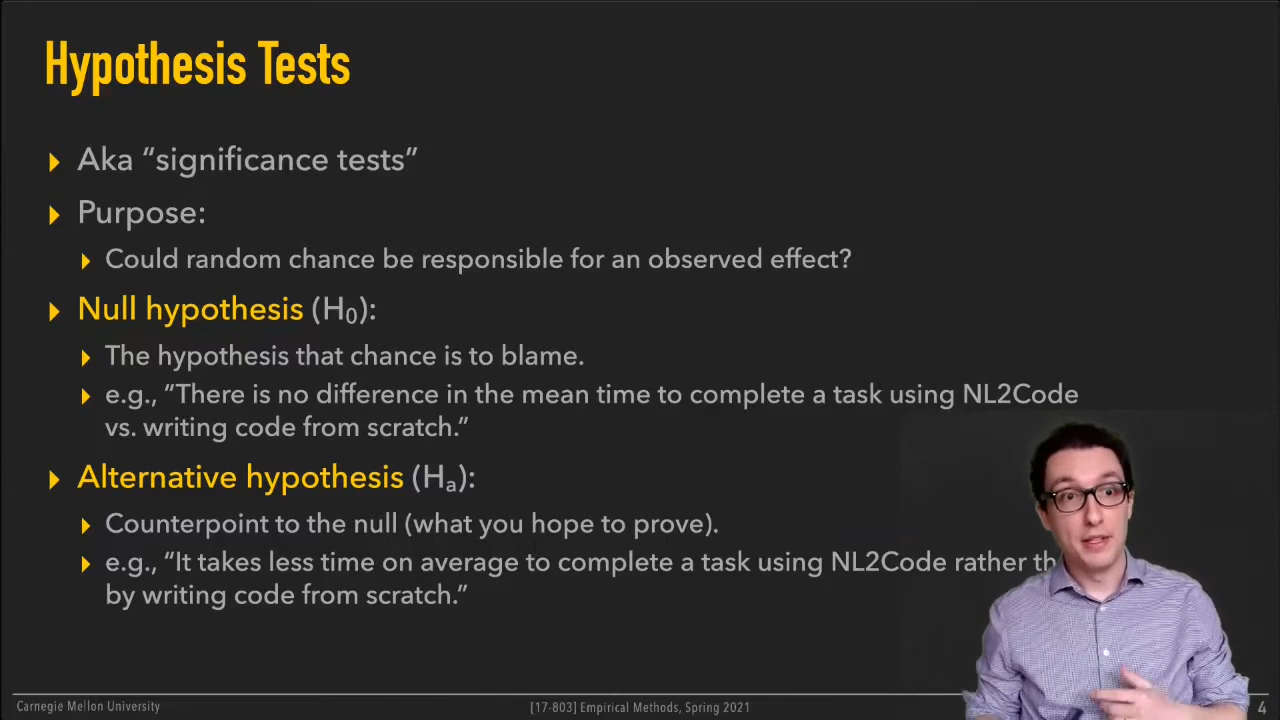 Hypothesis Tests
Aka “significance tests”
Purpose:
Could random chance be responsible for an observed effect?
Null hypothesis (H₀):
The hypothesis that chance is to blame.
e.g., “There is no difference in the mean time to complete a task using NL2Code
vs. writing code from scratch.”
Alternative hypothesis (Hₐ):
Counterpoint to the null (what you hope to prove).
e.g., “It takes less time on average to complete a task using NL2Code rather th
by writing code from scratch.”
Carnegie Mellon University
[17-803] Empirical Methods, Spring 2021
4